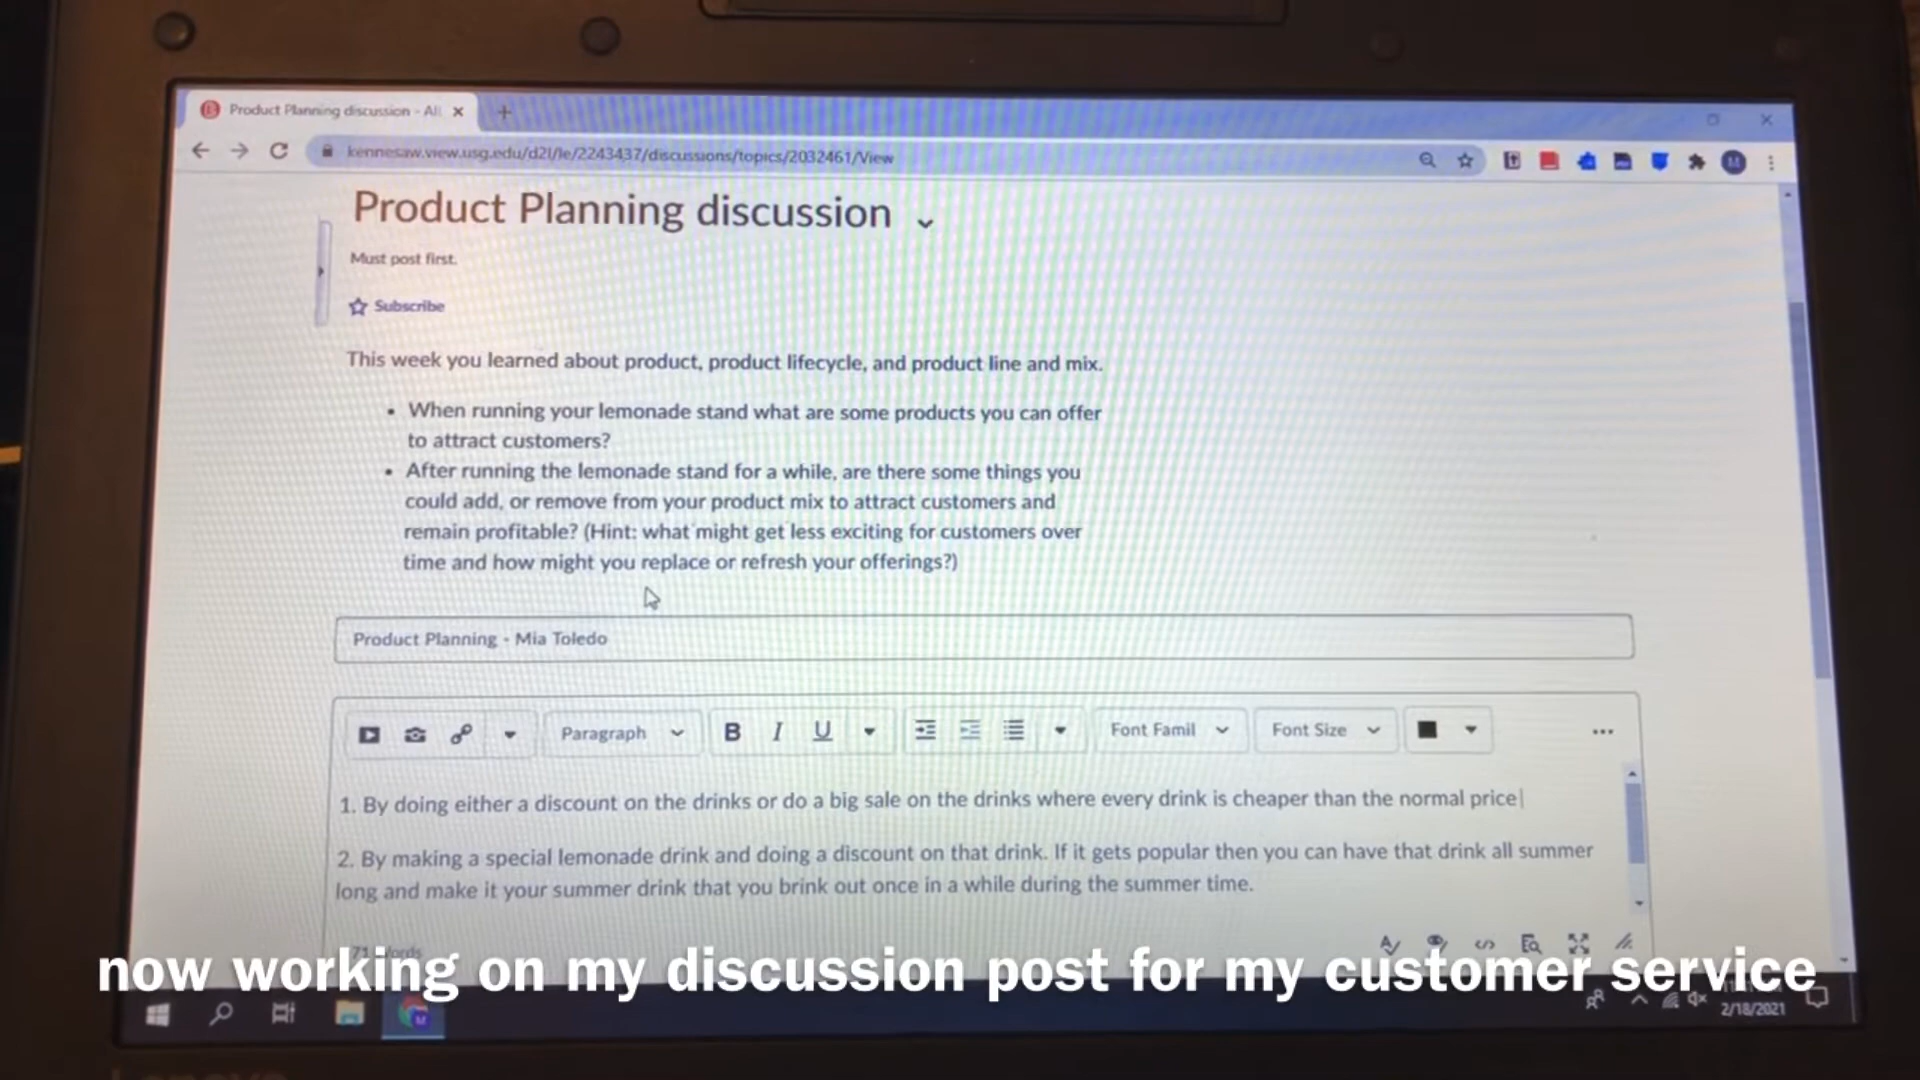 Product Planning discussion - All
kennesaw.view.usg.edu/d2l/le/2243437/discussions/topics/2032461/View
Product Planning discussion
Must post first.
Subscribe
This week you learned about product, product lifecycle, and product line and mix.
• When running your lemonade stand what are some products you can offer
to attract customers?
• After running the lemonade stand for a while, are there some things you
could add, or remove from your product mix to attract customers and
remain profitable? (Hint: what might get less exciting for customers over
time and how might you replace or refresh your offerings?)
Product Planning - Mia Toledo
Paragraph B I U Font Famil Font Size
1. By doing either a discount on the drinks or do a big sale on the drinks where every drink is cheaper than the normal price
2. By making a special lemonade drink and doing a discount on that drink. If it gets popular then you can have that drink all summer
long and make it your summer drink that you brink out once in a while during the summer time.
71 Words
now working on my discussion post for my customer service
2/18/2021